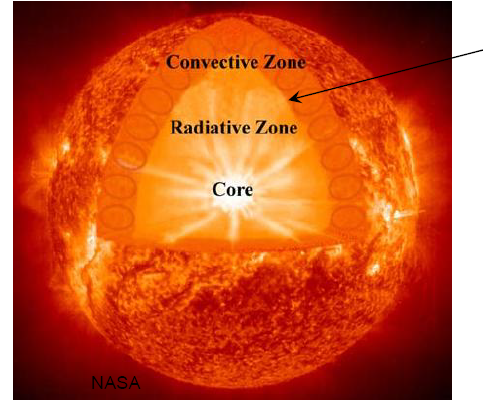 Convective Zone
Radiative Zone
Core
NASA